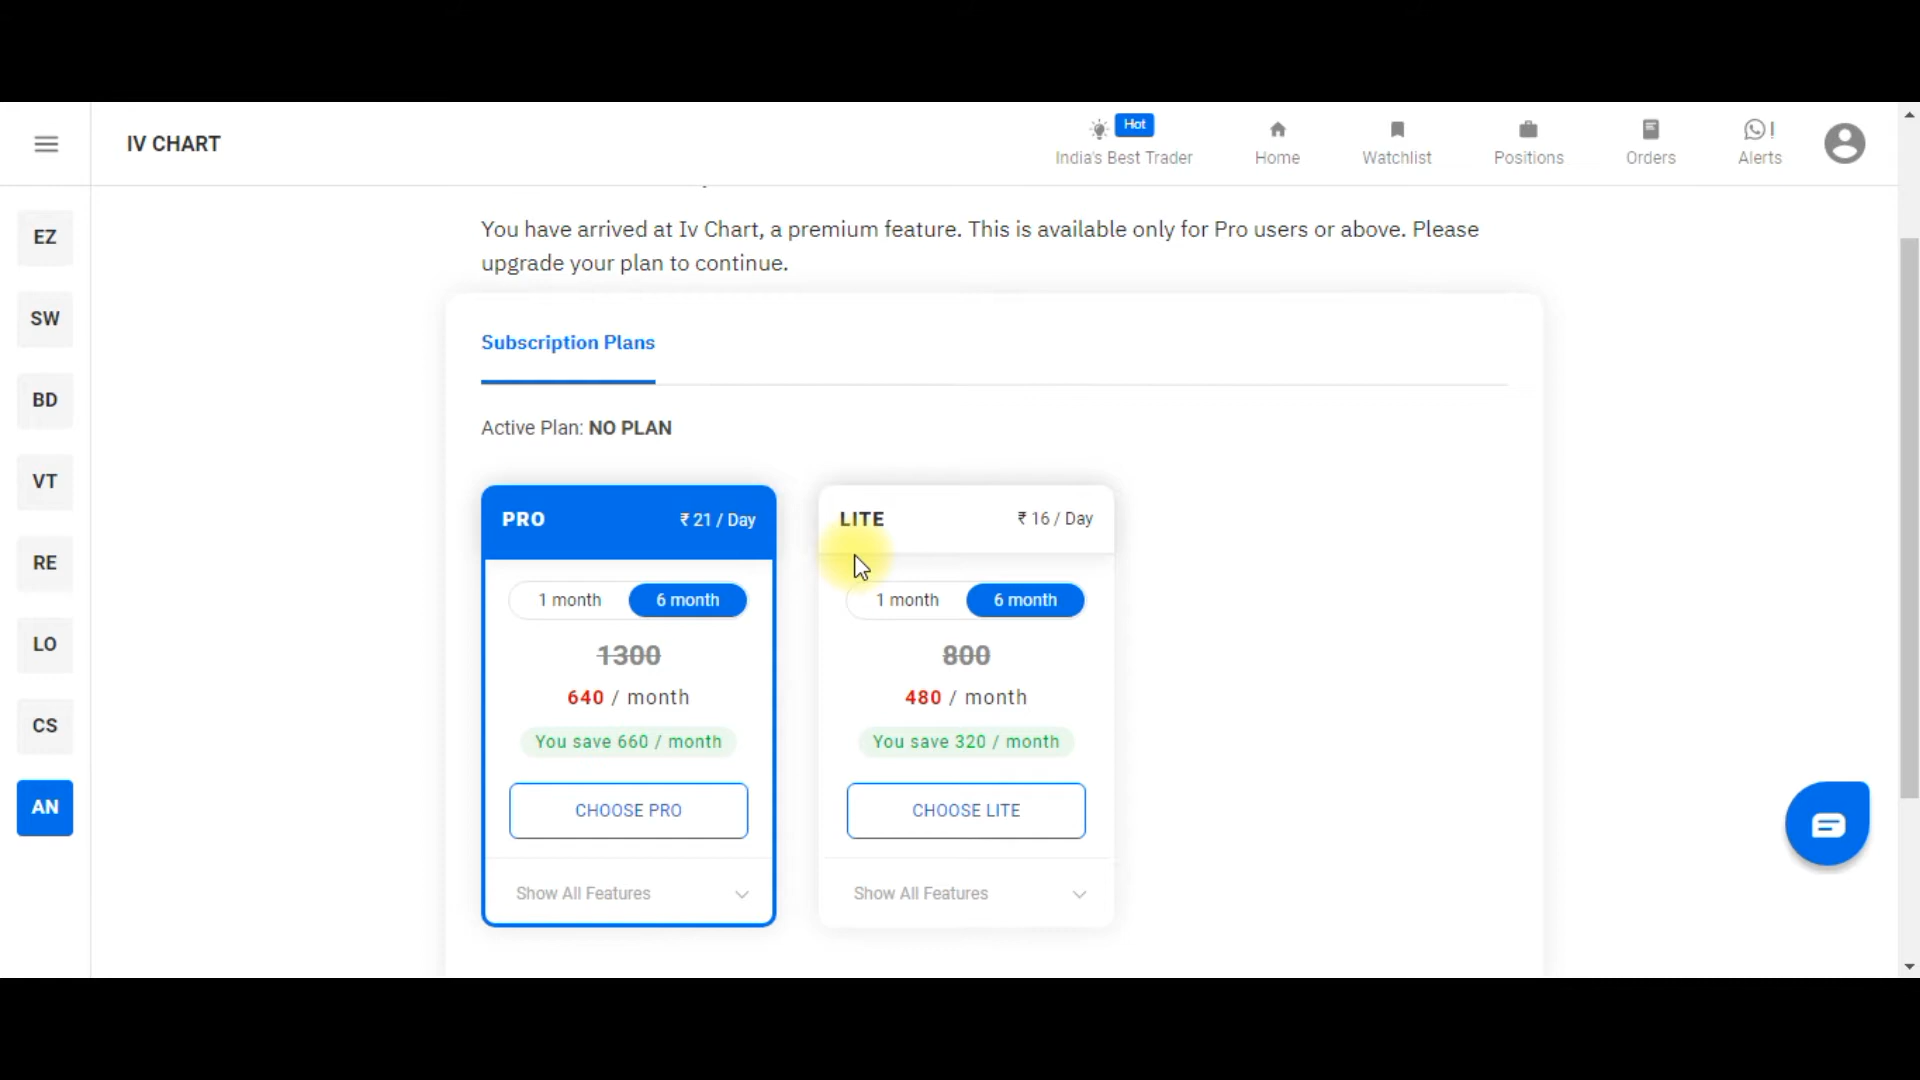 IV CHART
Hot
India's Best Trader
Home
Watchlist
Positions
Orders
!
Alerts
EZ
SW
BD
VT
RE
LO
CS
AN
You have arrived at Iv Chart, a premium feature. This is available only for Pro users or above. Please
upgrade your plan to continue.
Subscription Plans
Active Plan: NO PLAN
PRO
₹ 21 / Day
1 month
6 month
1300
640 / month
You save 660 / month
CHOOSE PRO
Show All Features
LITE
₹ 16 / Day
1 month
6 month
800
480 / month
You save 320 / month
CHOOSE LITE
Show All Features